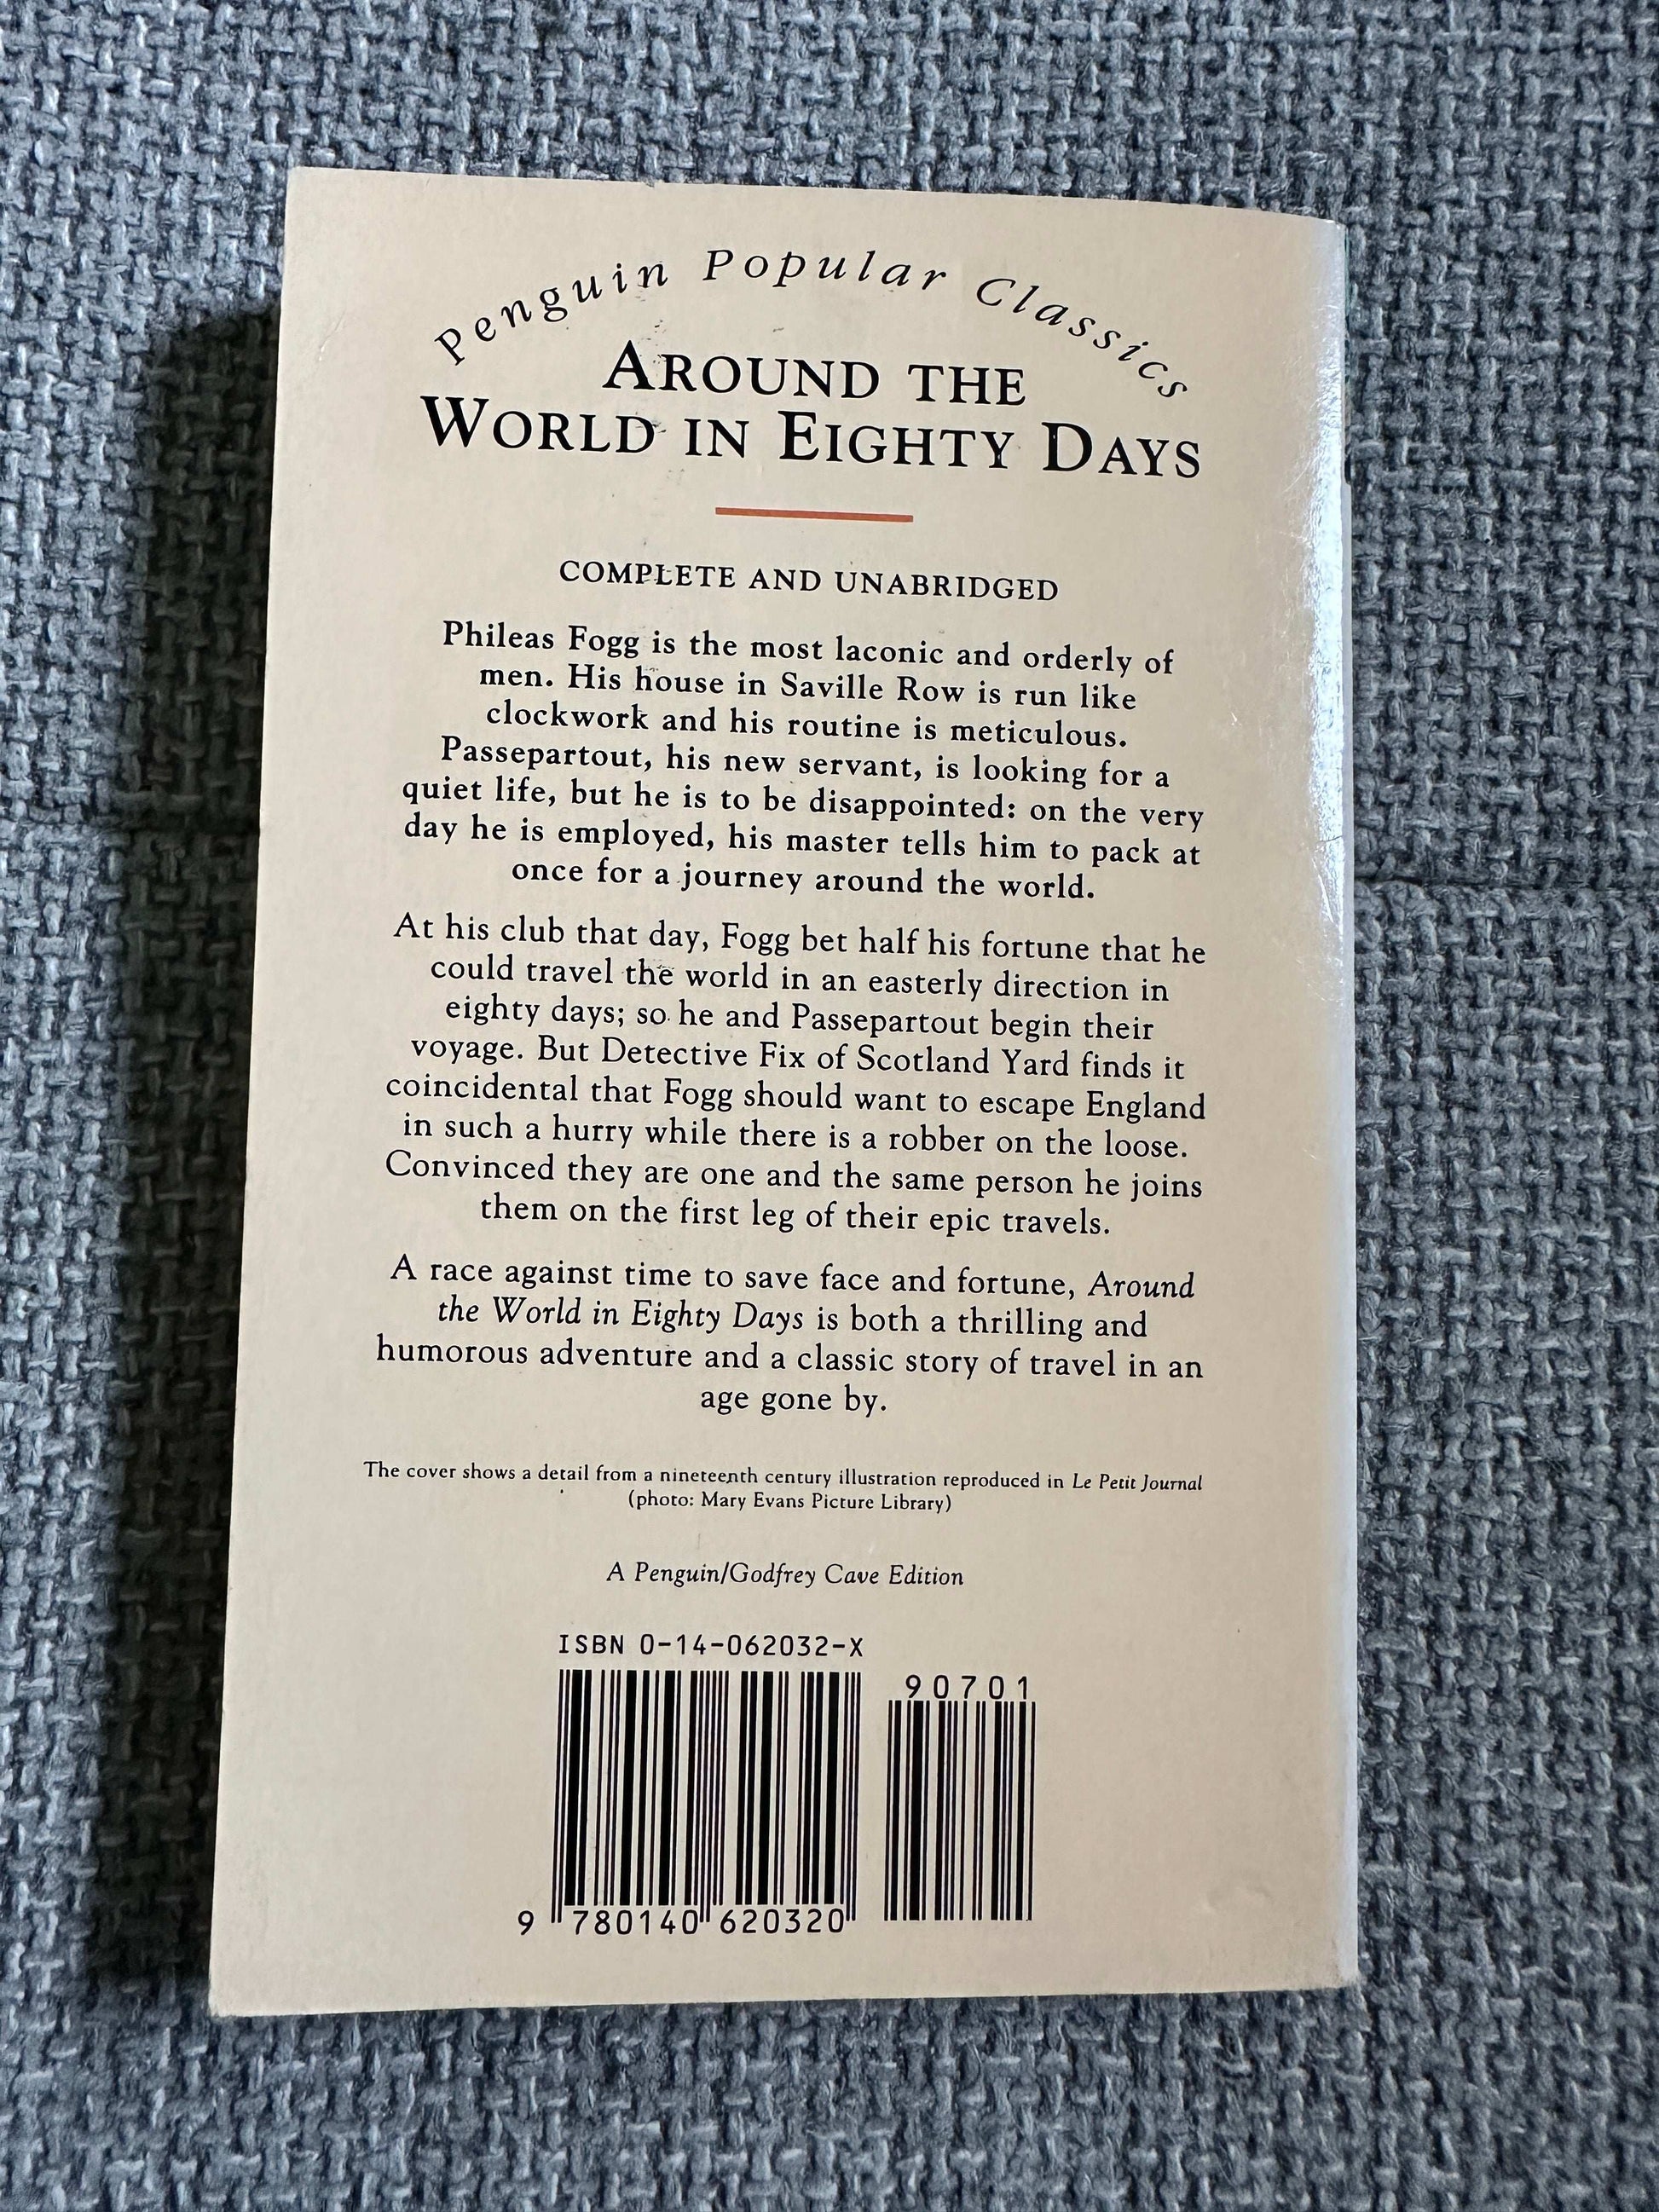 Penguin Popular Classics
AROUND THE
WORLD IN EIGHTY DAYS
COMPLETE AND UNABRIDGED
Phileas Fogg is the most laconic and orderly of
men. His house in Saville Row is run like
clockwork and his routine is meticulous.
Passepartout, his new servant, is looking for a
quiet life, but he is to be disappointed: on the very
day he is employed, his master tells him to pack at
once for a journey around the world.
At his club that day, Fogg bet half his fortune that he
could travel the world in an easterly direction in
eighty days; so he and Passepartout begin their
voyage. But Detective Fix of Scotland Yard finds it
coincidental that Fogg should want to escape England
in such a hurry while there is a robber on the loose.
Convinced they are one and the same person he joins
them on the first leg of their epic travels.
A race against time to save face and fortune, Around
the World in Eighty Days is both a thrilling and
humorous adventure and a classic story of travel in an
age gone by.
The cover shows a detail from a nineteenth century illustration reproduced in Le Petit Journal
(photo: Mary Evans Picture Library)
A Penguin/Godfrey Cave Edition
ISBN 0-14-062032-X
90701
9 780140 620320